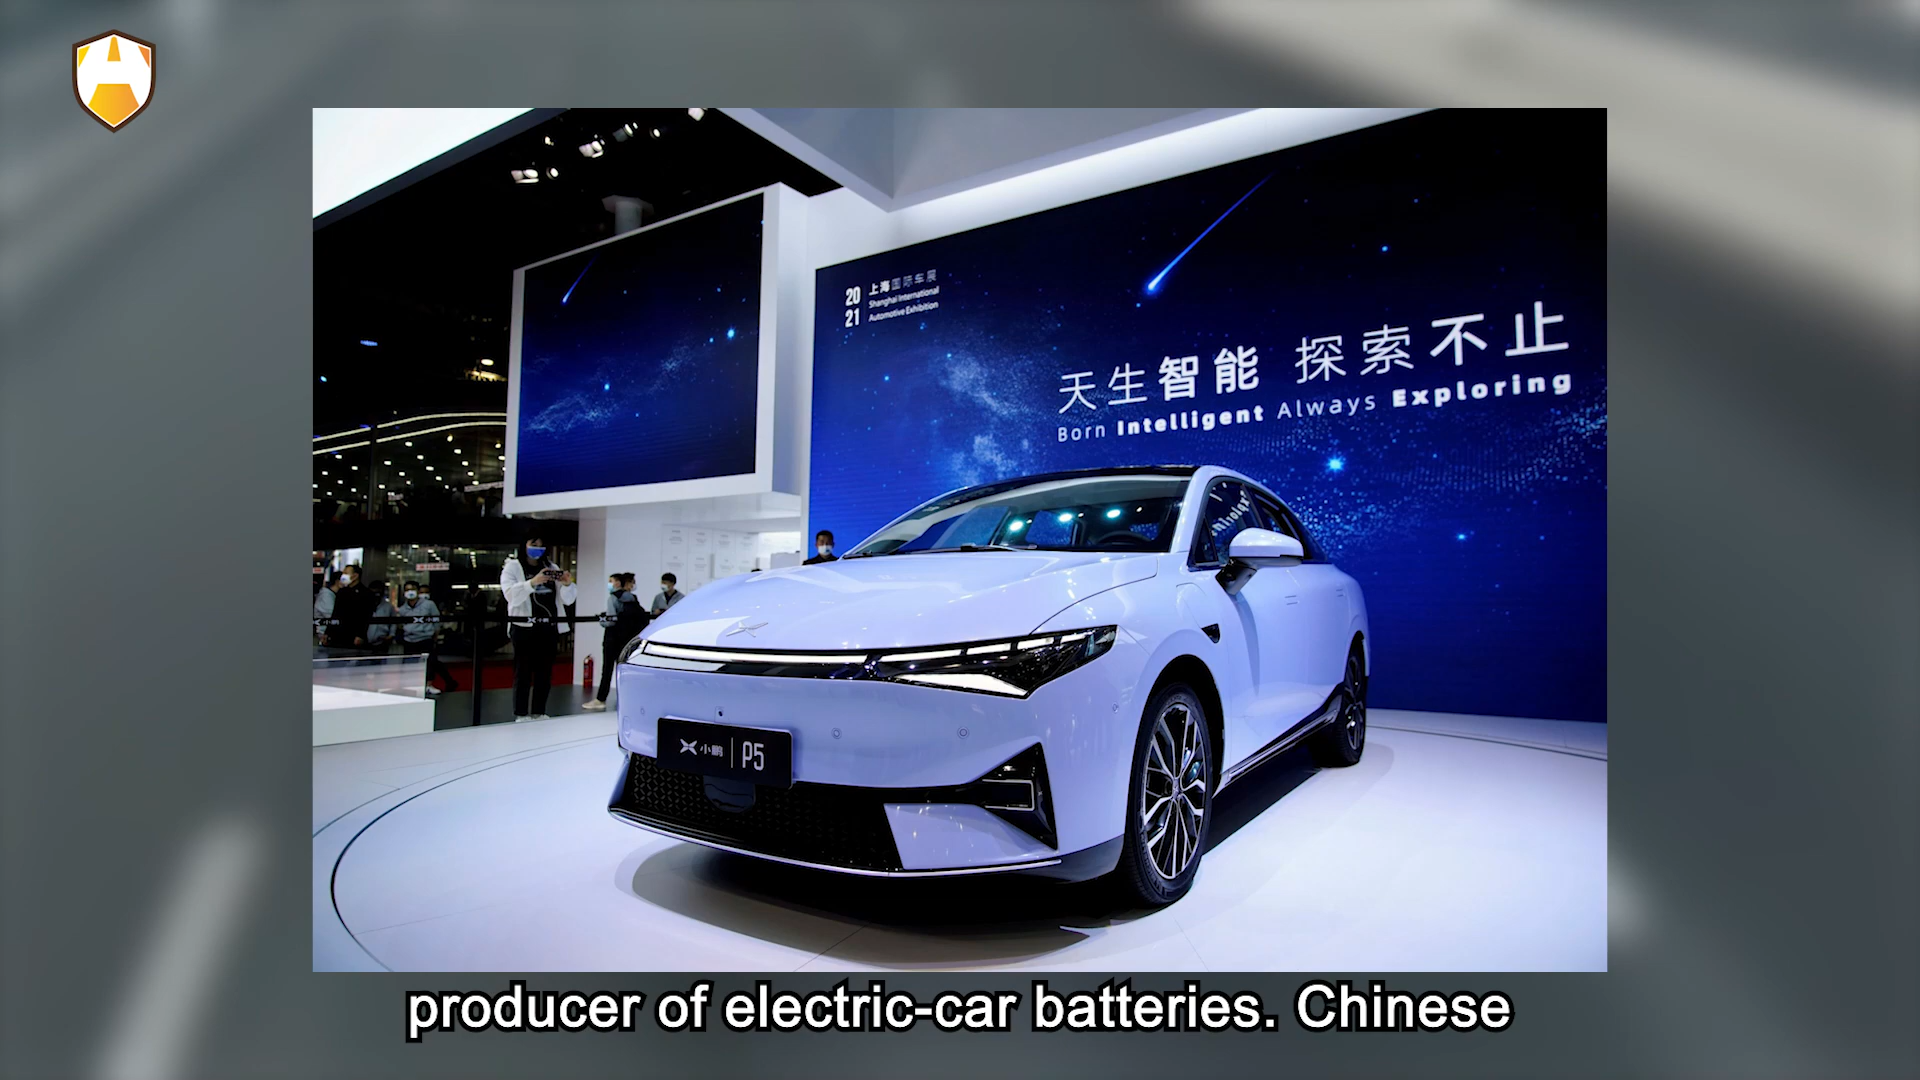 20
21
上海国际车展
Shanghai International
Automotive Exhibition
天生智能 探索不止
Born Intelligent Always Exploring
小鹏 | P5
producer of electric-car batteries. Chinese